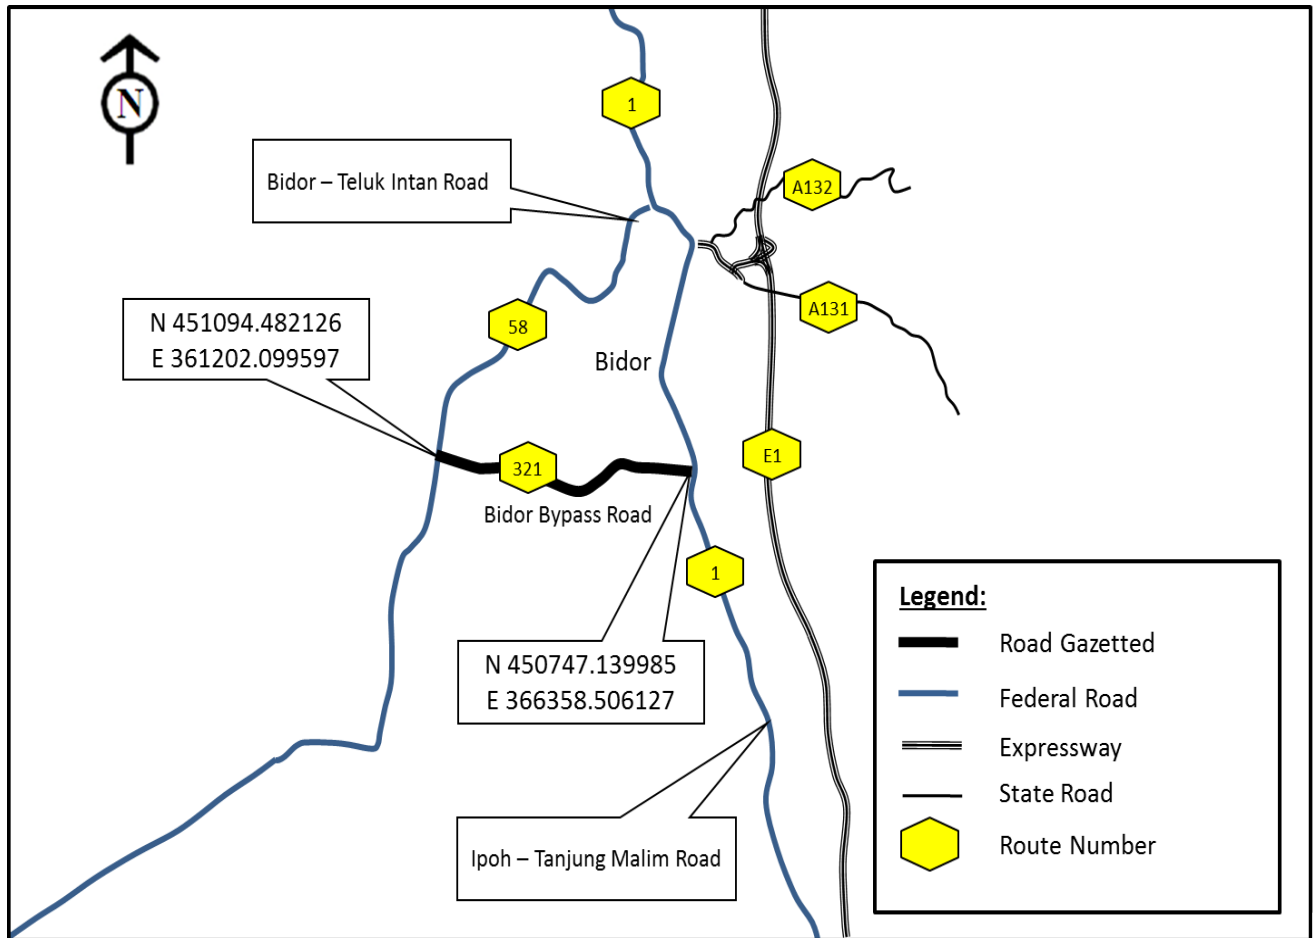 N
1
A132
Bidor – Teluk Intan Road
N 451094.482126
E 361202.099597
58
A131
Bidor
321
E1
Bidor Bypass Road
1
N 450747.139985
E 366358.506127
Ipoh – Tanjung Malim Road
Legend:
Road Gazetted
Federal Road
Expressway
State Road
Route Number